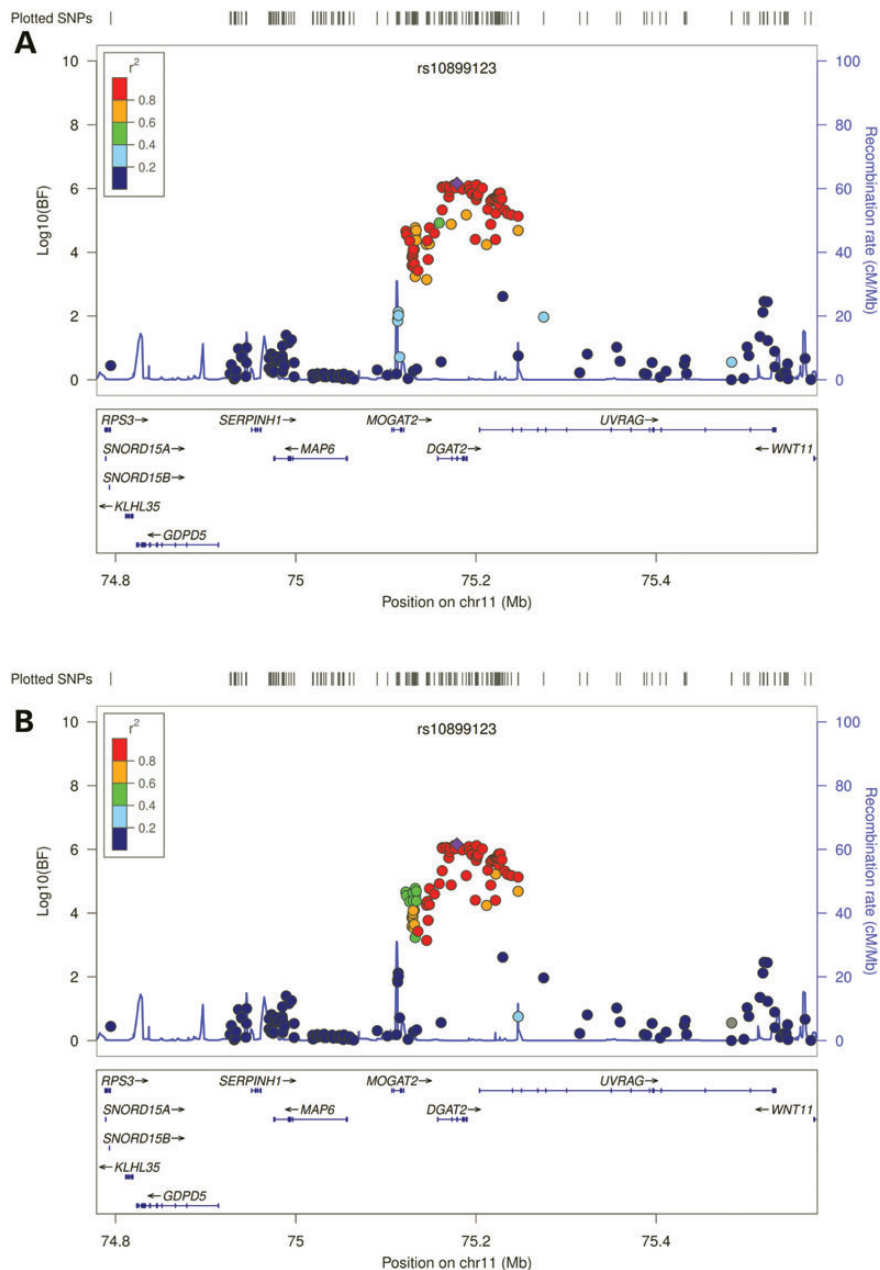 Plotted SNPs
A
rs10899123
r2
0.8
0.6
0.4
0.2
10
8
6
4
2
0
Log10(BF)
100
80
60
40
20
0
Recombination rate (cM/Mb)
RPS3→ SERPINH1→ MOGAT2→ UVRAG→
SNORD15A→ ←MAP6 DGAT2→ ←WNT11
SNORD15B→
←KLHL35
←GDPD5
74.8 75 75.2 75.4
Position on chr11 (Mb)
Plotted SNPs
B
rs10899123
r2
0.8
0.6
0.4
0.2
10
8
6
4
2
0
Log10(BF)
100
80
60
40
20
0
Recombination rate (cM/Mb)
RPS3→ SERPINH1→ MOGAT2→ UVRAG→
SNORD15A→ ←MAP6 DGAT2→ ←WNT11
SNORD15B→
←KLHL35
←GDPD5
74.8 75 75.2 75.4
Position on chr11 (Mb)